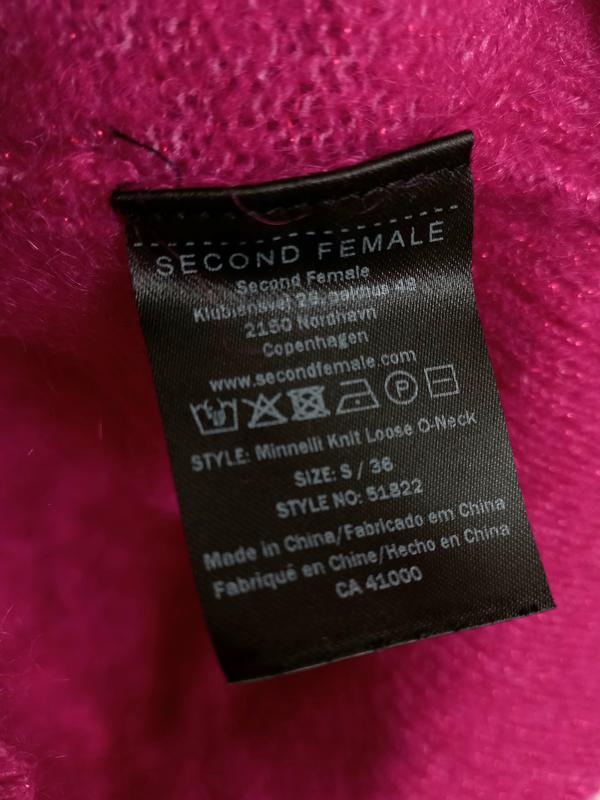 SECOND FEMALE
Second Female
2150 Nordhavn
Copenhagen
www.secondfemale.com
P
STYLE: Minnelli Knit Loose O-Neck
SIZE: S / 36
STYLE NO: 51822
Made in China/Fabricado em China
Fabriqué en Chine/Hecho en China
CA 41000